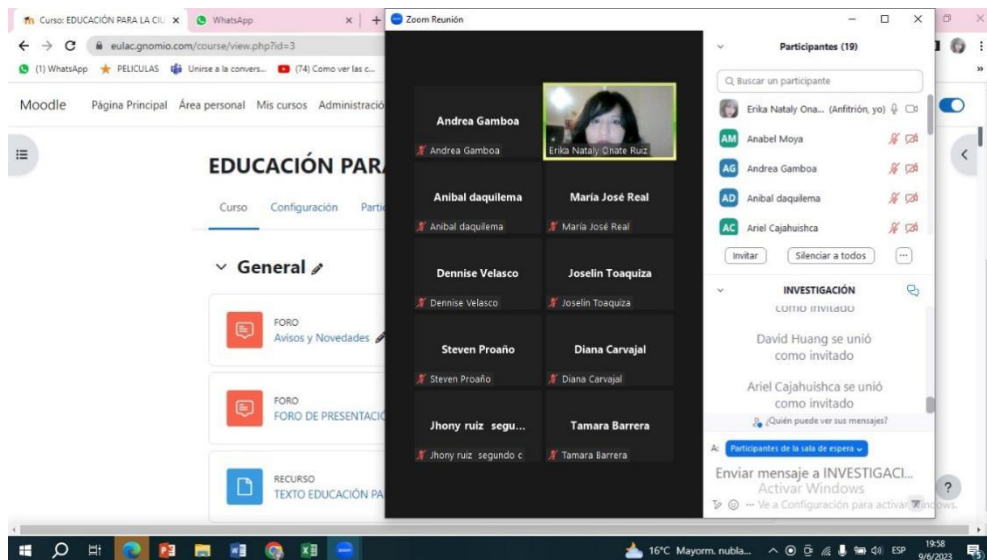 Curso: EDUCACIÓN PARA LA CIU
WhatsApp
Zoom Reunión
eulac.gnomio.com/course/view.php?id=3
(1) WhatsApp
PELICULAS
Unirse a la convers...
(74) Como ver las c...
Moodle
Página Principal
Área personal
Mis cursos
Administració
EDUCACIÓN PARA
Curso
Configuración
Parti
General
FORO
Avisos y Novedades
FORO
FORO DE PRESENTACIÓ
RECURSO
TEXTO EDUCACIÓN PA
Andrea Gamboa
Andrea Gamboa
Erika Nataly Onate Ruiz
Anibal daquilema
María José Real
Anibal daquilema
María José Real
Dennise Velasco
Joselin Toaquiza
Dennise Velasco
Joselin Toaquiza
Steven Proaño
Diana Carvajal
Steven Proaño
Diana Carvajal
Jhony ruiz segu...
Tamara Barrera
Jhony ruiz segundo c
Tamara Barrera
Participantes (19)
Buscar un participante
Erika Nataly Ona... (Anfitrión, yo)
AM Anabel Moya
AG Andrea Gamboa
AD Anibal daquilema
AC Ariel Cajahuishca
Invitar
Silenciar a todos
INVESTIGACIÓN
como invitado
David Huang se unió
como invitado
Ariel Cajahuishca se unió
como invitado
¿Quién puede ver sus mensajes?
A:
Participantes de la sala de espera
Enviar mensaje a INVESTIGACI...
Activar Windows
Ve a Configuración para activar Windows.
16°C Mayorm. nubla...
ESP
19:58
9/6/2023